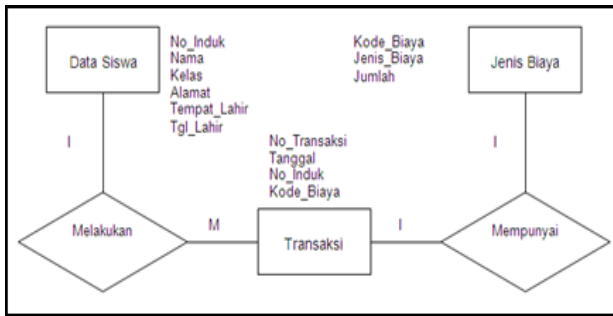 Data Siswa
No_Induk
Nama
Kelas
Alamat
Tempat_Lahir
Tgl_Lahir
Kode_Biaya
Jenis_Biaya
Jumlah
Jenis Biaya
I
I
No_Transaksi
Tanggal
No_Induk
Kode_Biaya
Melakukan
M
Transaksi
I
Mempunyai